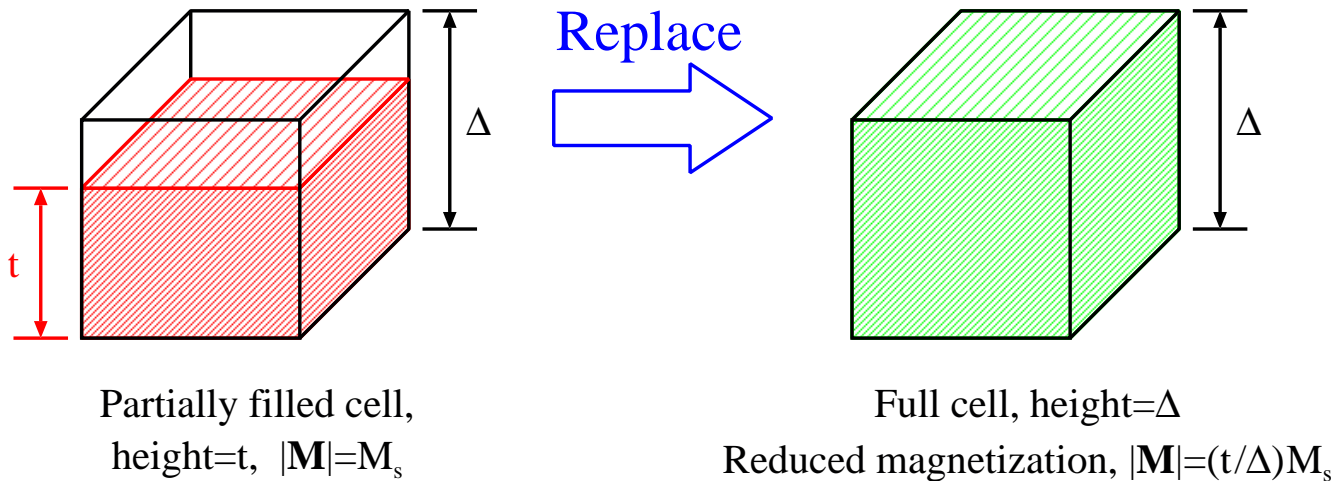 Replace
Δ
Δ
t
Partially filled cell,
height=t, |M|=Mₛ
Full cell, height=Δ
Reduced magnetization, |M|=(t/Δ)Mₛ